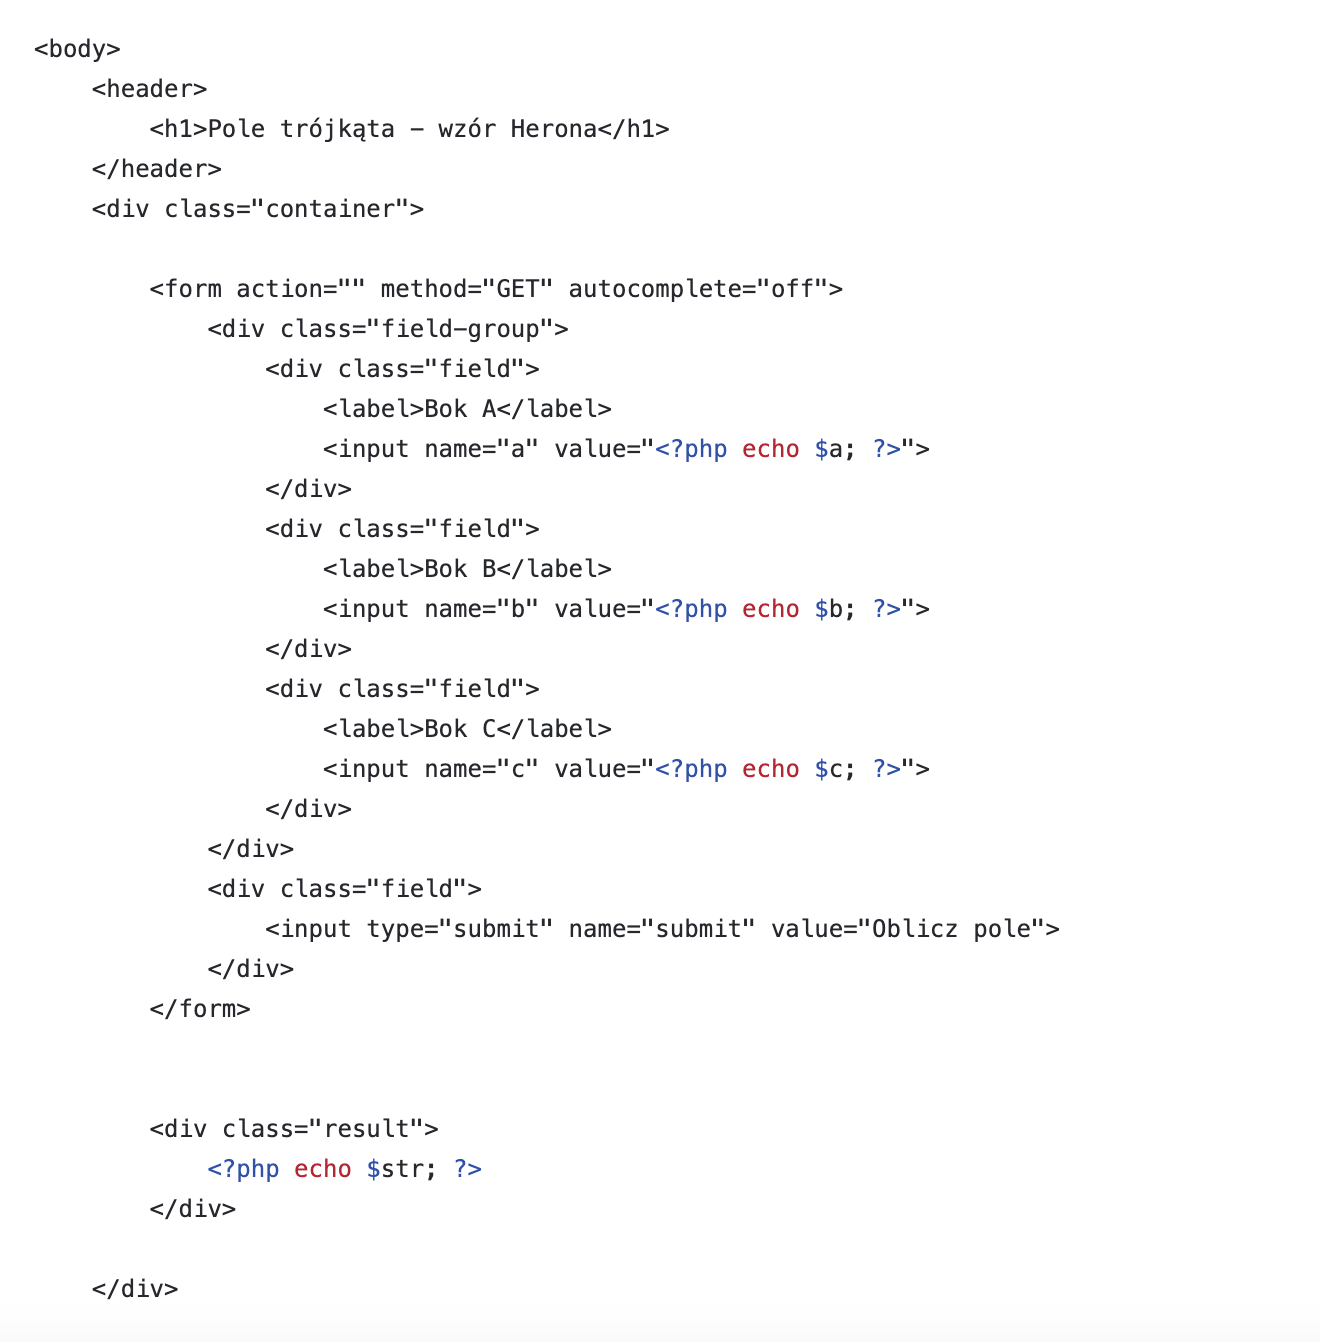 <body>
    <header>
        <h1>Pole trójkąta – wzór Herona</h1>
    </header>
    <div class="container">

        <form action="" method="GET" autocomplete="off">
            <div class="field-group">
                <div class="field">
                    <label>Bok A</label>
                    <input name="a" value="<?php echo $a; ?>">
                </div>
                <div class="field">
                    <label>Bok B</label>
                    <input name="b" value="<?php echo $b; ?>">
                </div>
                <div class="field">
                    <label>Bok C</label>
                    <input name="c" value="<?php echo $c; ?>">
                </div>
            </div>
            <div class="field">
                <input type="submit" name="submit" value="Oblicz pole">
            </div>
        </form>


        <div class="result">
            <?php echo $str; ?>
        </div>

    </div>